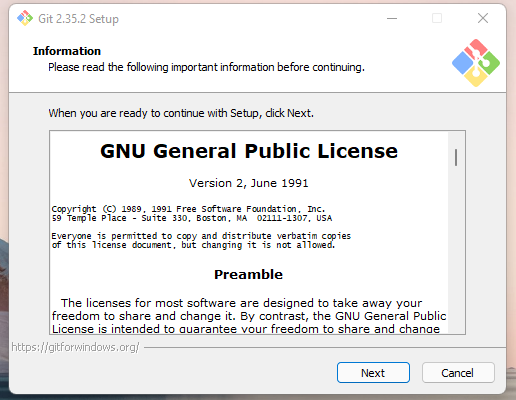 Git 2.35.2 Setup
Information
Please read the following important information before continuing.
When you are ready to continue with Setup, click Next.
GNU General Public License
Version 2, June 1991
Copyright (C) 1989, 1991 Free Software Foundation, Inc.
59 Temple Place - Suite 330, Boston, MA  02111-1307, USA
Everyone is permitted to copy and distribute verbatim copies
of this license document, but changing it is not allowed.
Preamble
The licenses for most software are designed to take away your
freedom to share and change it. By contrast, the GNU General Public
License is intended to guarantee your freedom to share and change
https://gitforwindows.org/
Next
Cancel